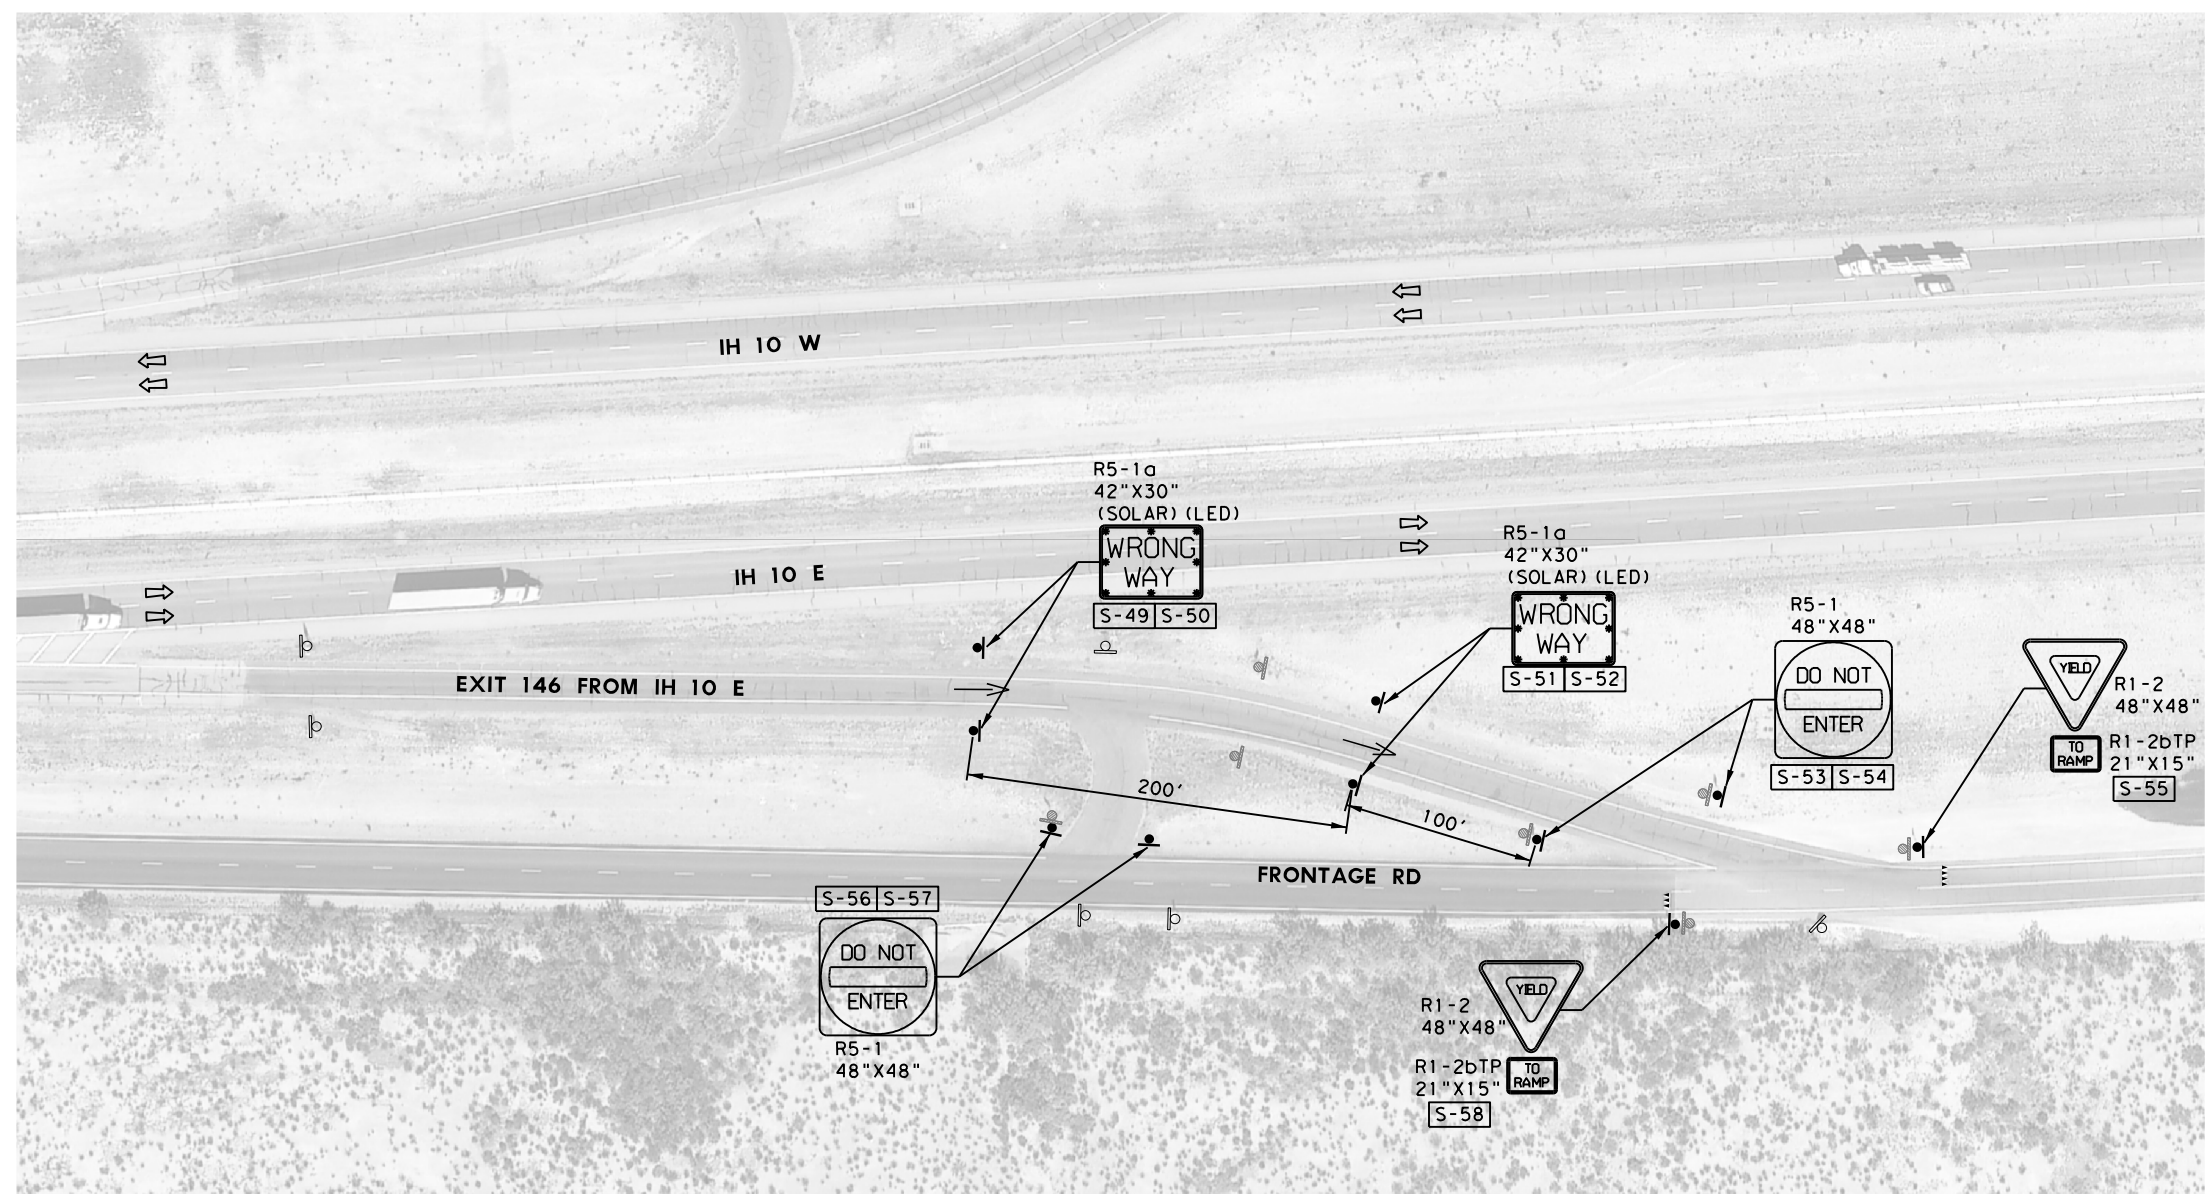 IH 10 W
R5-1a
42"X30"
(SOLAR) (LED)
WRONG
WAY
S-49 S-50
IH 10 E
R5-1a
42"X30"
(SOLAR) (LED)
WRONG
WAY
S-51 S-52
R5-1
48"X48"
DO NOT
ENTER
S-53 S-54
YIELD
R1-2
48"X48"
TO
RAMP
R1-2bTP
21"X15"
S-55
EXIT 146 FROM IH 10 E
200'
100'
FRONTAGE RD
S-56 S-57
DO NOT
ENTER
R5-1
48"X48"
YIELD
R1-2
48"X48"
R1-2bTP
21"X15"
TO
RAMP
S-58